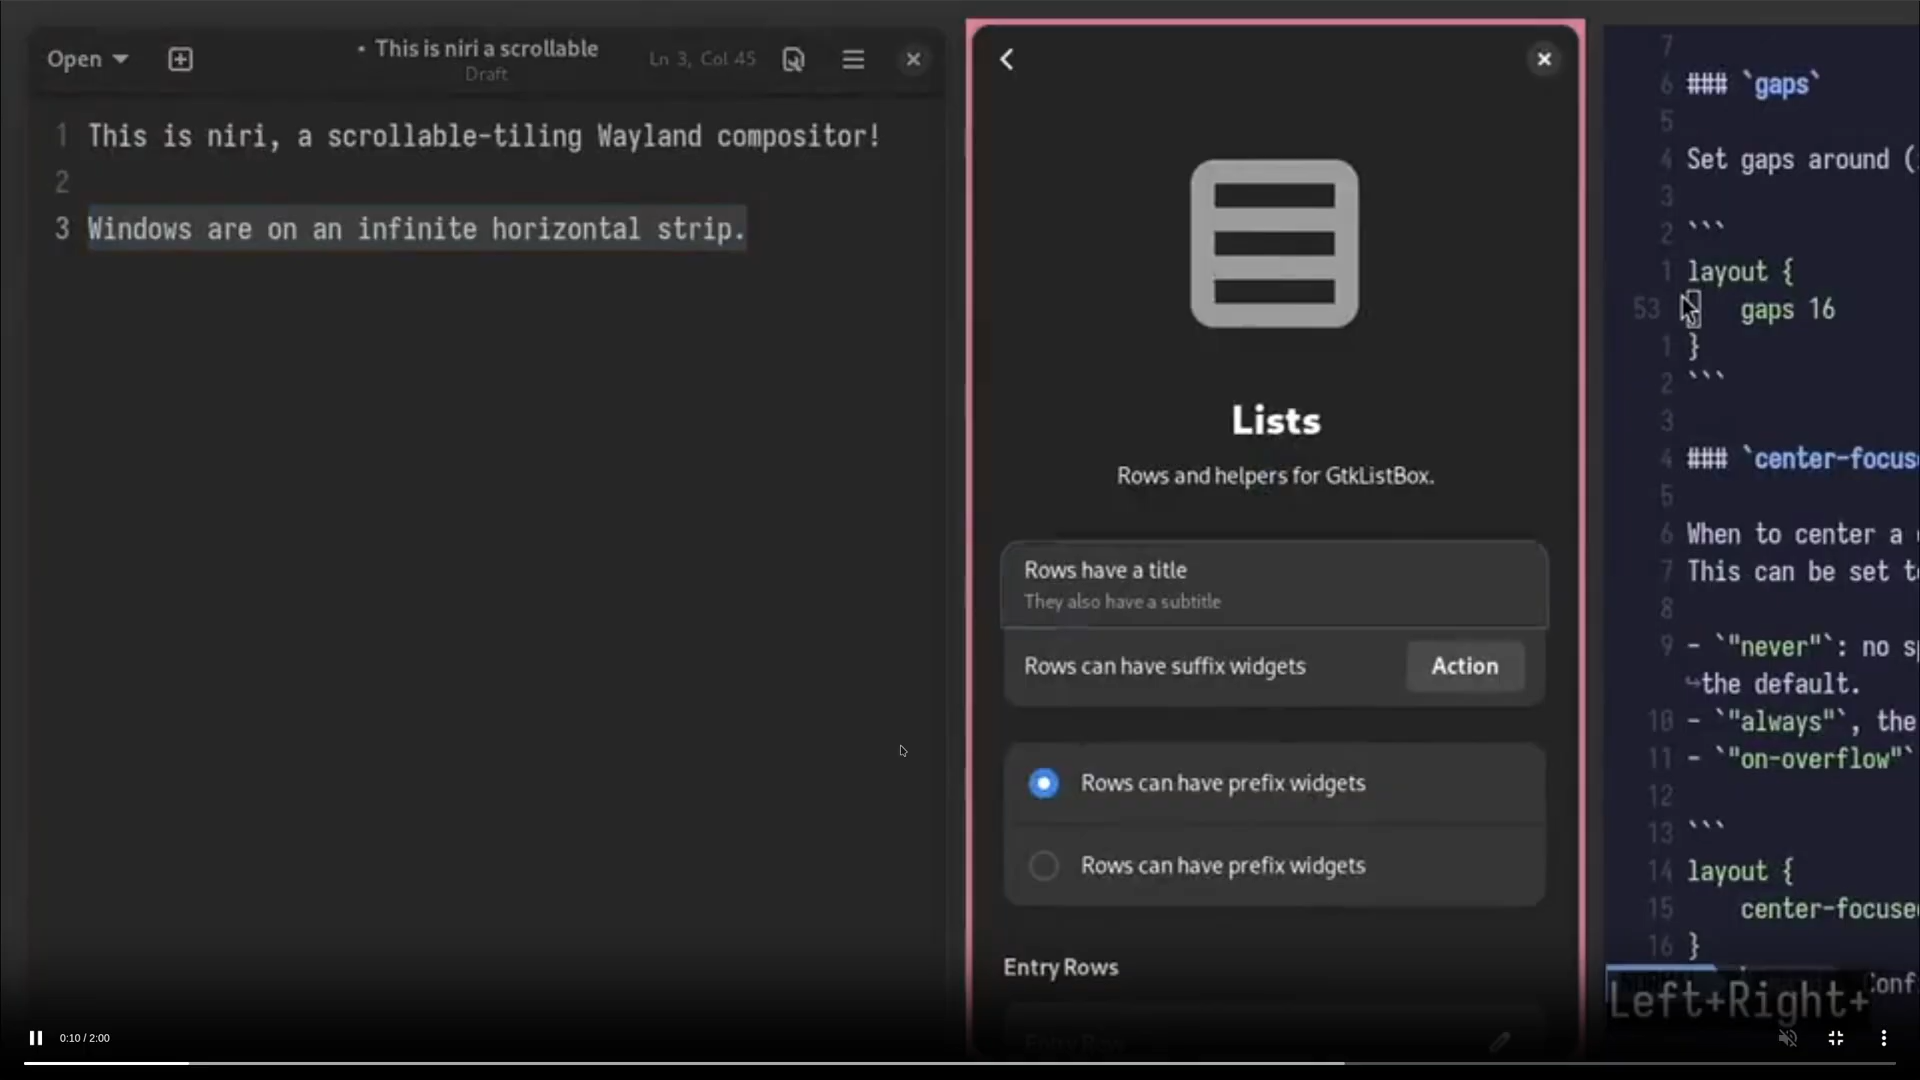 Open
This is niri a scrollable
Draft
Ln 3, Col 45
1 This is niri, a scrollable-tiling Wayland compositor!
2
3 Windows are on an infinite horizontal strip.
Lists
Rows and helpers for GtkListBox.
Rows have a title
They also have a subtitle
Rows can have suffix widgets
Action
Rows can have prefix widgets
Rows can have prefix widgets
Entry Rows
Entry Row
7
6 ### `gaps`
5
4 Set gaps around (
3
2 ```
1 layout {
53 gaps 16
1 }
2 ```
3
4 ### `center-focuse
5
6 When to center a
7 This can be set t
8
9 - `"never"`: no s
↪the default.
10 - `"always"`, the
11 - `"on-overflow"`
12
13 ```
14 layout {
15 center-focuse
16 }
Conf
Left+Right+
0:10 / 2:00